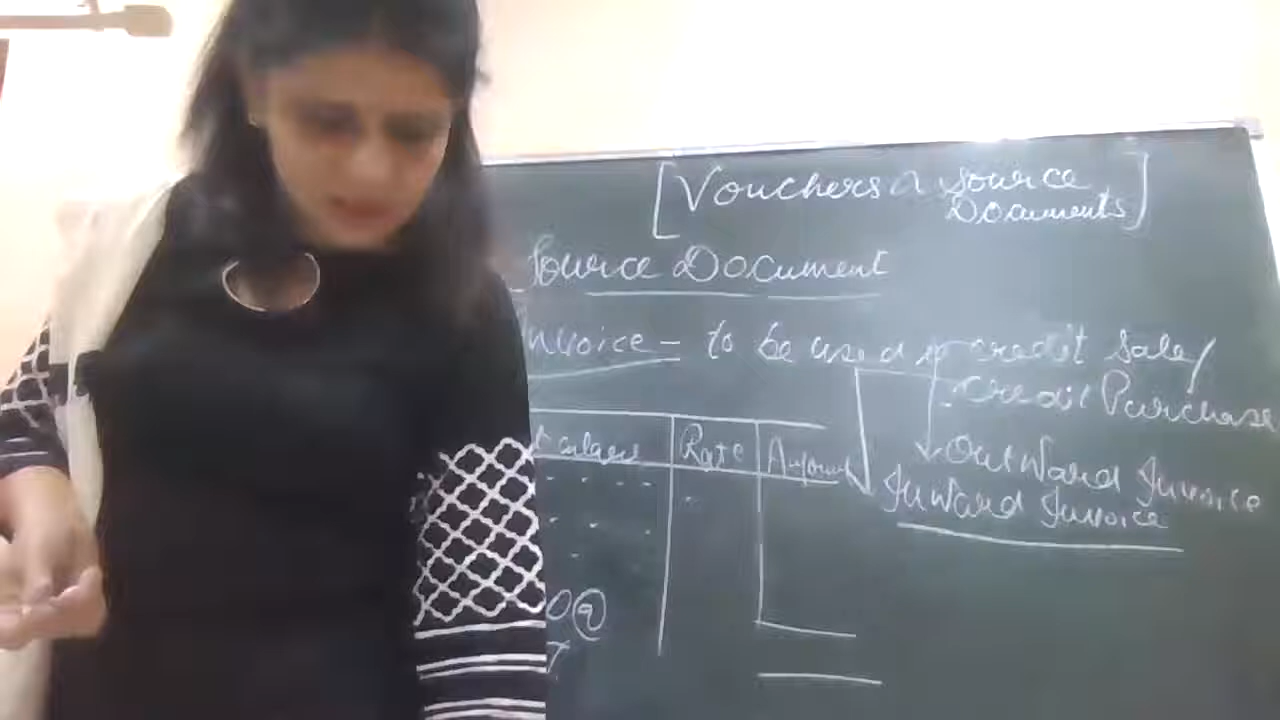 [Vouchers & Source
Documents]
Source Document
Invoice - to be used for credit sale/
credit Purchase
Rate
Amount
Outward Invoice
Inward Invoice
0@